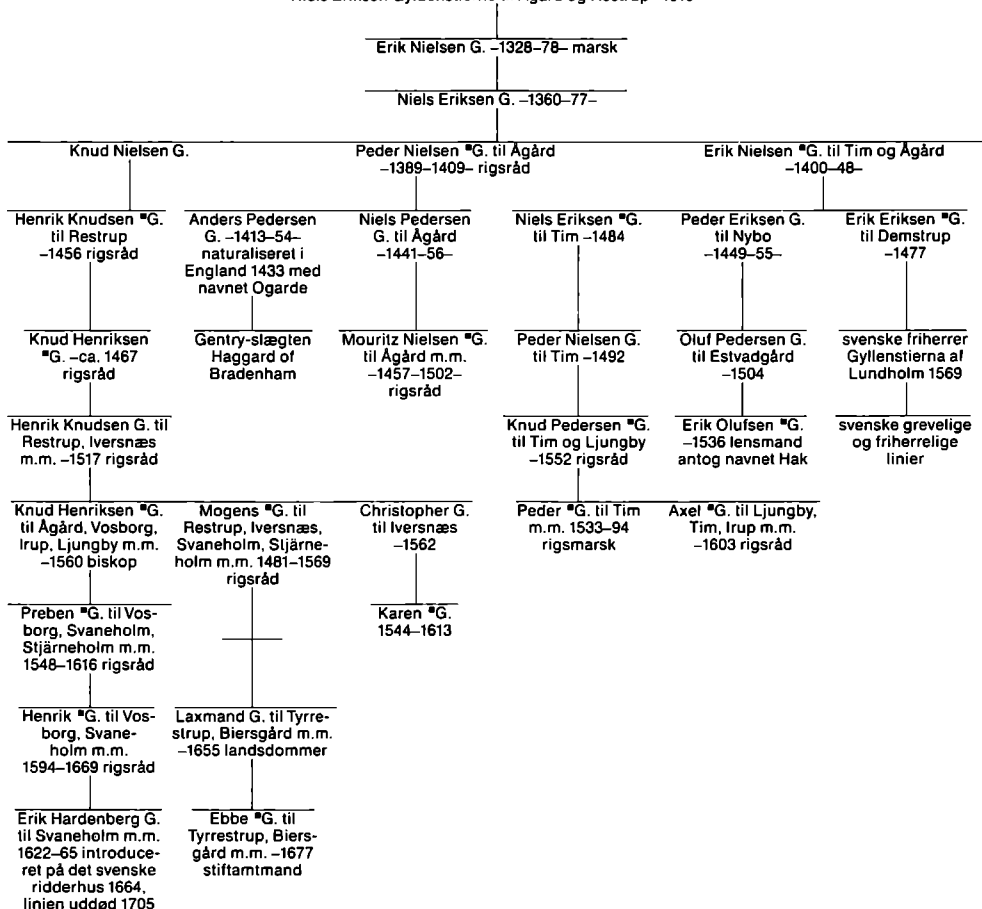 Niels Eriksen Gyldenstierne Ågård og Restrup
Erik Nielsen G. –1328–78– marsk
Niels Eriksen G. –1360–77–
Knud Nielsen G.
Peder Nielsen ■G. til Ågård
–1389–1409– rigsråd
Erik Nielsen ■G. til Tim og Ågård
–1400–48–
Henrik Knudsen ■G.
til Restrup
–1456 rigsråd
Anders Pedersen
G. –1413–54–
naturaliseret i
England 1433 med
navnet Ogarde
Niels Pedersen
G. til Ågård
–1441–56–
Niels Eriksen ■G.
til Tim –1484
Peder Eriksen G.
til Nybo
–1449–55–
Erik Eriksen ■G.
til Demstrup
–1477
Knud Henriksen
■G. –ca. 1467
rigsråd
Gentry-slægten
Haggard of
Bradenham
Mouritz Nielsen ■G.
til Ågård m.m.
–1457–1502–
rigsråd
Peder Nielsen G.
til Tim –1492
Oluf Pedersen G.
til Estvadgård
–1504
svenske friherrer
Gyllenstierna af
Lundholm 1569
Henrik Knudsen G. til
Restrup, Iversnæs
m.m. –1517 rigsråd
Knud Pedersen ■G.
til Tim og Ljungby
–1552 rigsråd
Erik Olufsen ■G.
–1536 lensmand
antog navnet Hak
svenske grevelige
og friherrelige
linier
Knud Henriksen ■G.
til Ågård, Vosborg,
Irup, Ljungby m.m.
–1560 biskop
Mogens ■G. til
Restrup, Iversnæs,
Svaneholm, Stjärne-
holm m.m. 1481–1569
rigsråd
Christopher G.
til Iversnæs
–1562
Peder ■G. til Tim
m.m. 1533–94
rigsmarsk
Axel ■G. til Ljungby,
Tim, Irup m.m.
–1603 rigsråd
Preben ■G. til Vos-
borg, Svaneholm,
Stjärneholm m.m.
1548–1616 rigsråd
Karen ■G.
1544–1613
Henrik ■G. til Vos-
borg, Svane-
holm m.m.
1594–1669 rigsråd
Laxmand G. til Tyrre-
strup, Biersgård m.m.
–1655 landsdommer
Erik Hardenberg G.
til Svaneholm m.m.
1622–65 introduce-
ret på det svenske
ridderhus 1664,
linien uddød 1705
Ebbe ■G. til
Tyrrestrup, Biers-
gård m.m. –1677
stiftamtmand